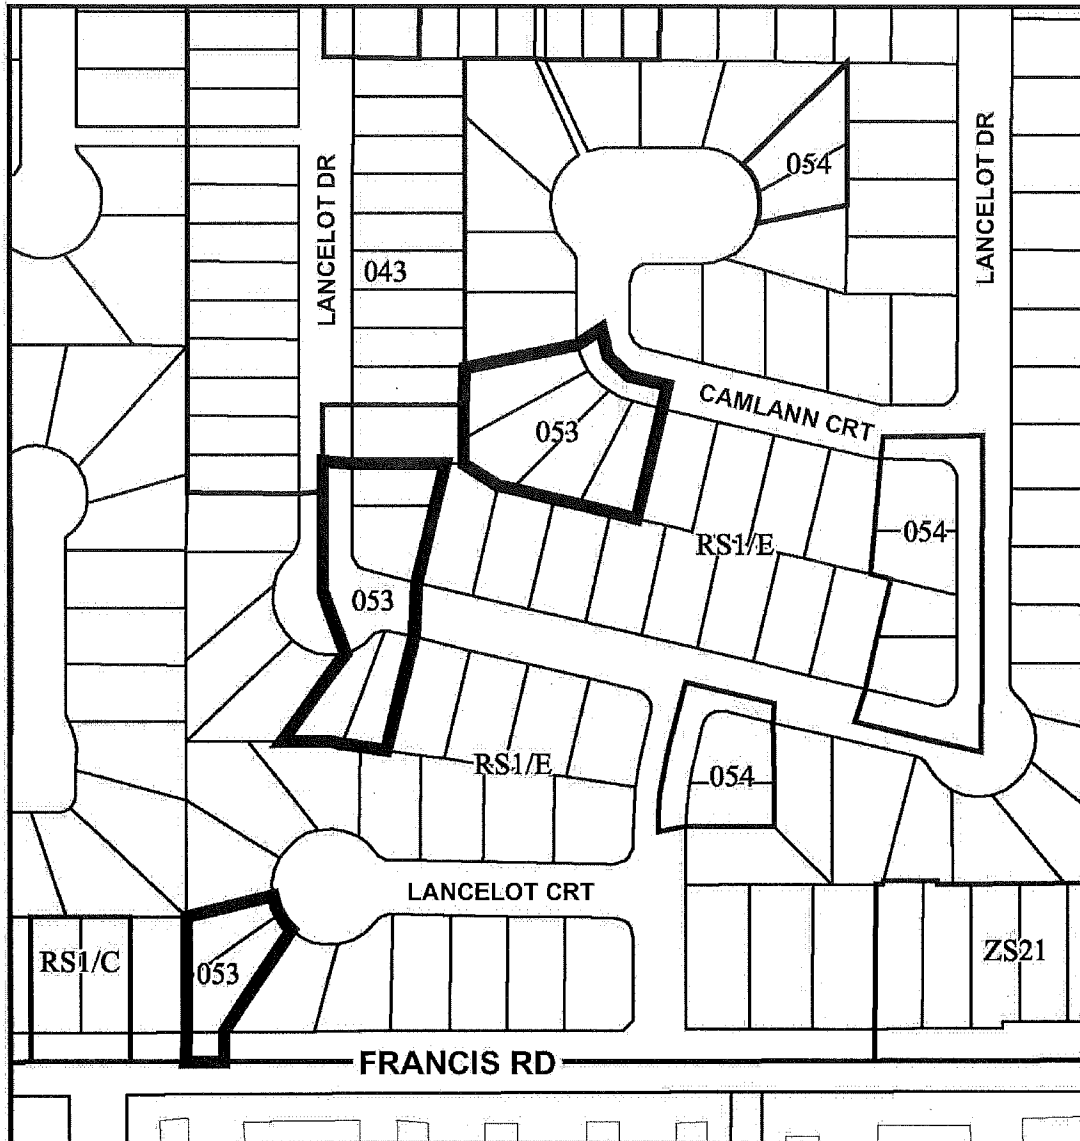 LANCELOT DR
LANCELOT DR
054
043
CAMLANN CRT
053
054
RS1/E
053
RS1/E
054
LANCELOT CRT
RS1/C
053
ZS21
FRANCIS RD